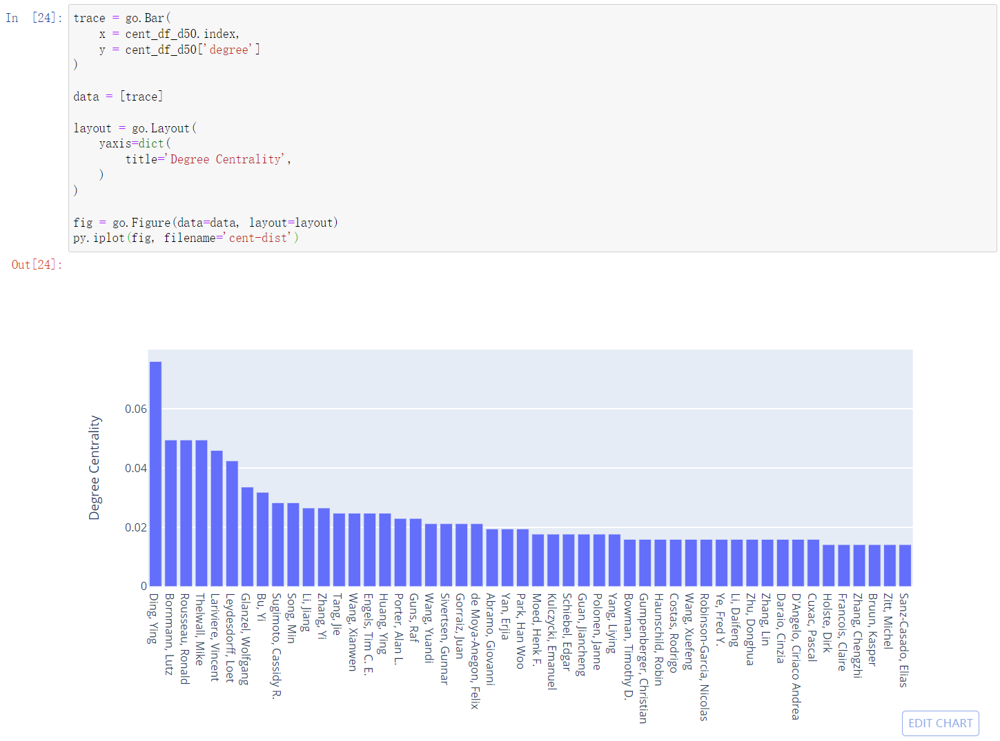 In [24]:
trace = go.Bar(
    x = cent_df_d50.index,
    y = cent_df_d50['degree']
)
data = [trace]
layout = go.Layout(
    yaxis=dict(
        title='Degree Centrality',
    )
)
fig = go.Figure(data=data, layout=layout)
py.iplot(fig, filename='cent-dist')
Out[24]:
Degree Centrality
0.06
0.04
0.02
0
Ding, Ying
Bornmann, Lutz
Rousseau, Ronald
Thelwall, Mike
Lariviere, Vincent
Leydesdorff, Loet
Glanzel, Wolfgang
Bu, Yi
Sugimoto, Cassidy R.
Song, Min
Li, Jiang
Zhang, Yi
Tang, Jie
Wang, Xianwen
Engels, Tim C. E.
Huang, Ying
Porter, Alan L.
Guns, Raf
Wang, Yuandi
Sivertsen, Gunnar
Gorraiz, Juan
de Moya-Anegon, Felix
Abramo, Giovanni
Yan, Erjia
Park, Han Woo
Moed, Henk F.
Kulczycki, Emanuel
Schiebel, Edgar
Guan, Jiancheng
Polonen, Janne
Yang, Liying
Bowman, Timothy D.
Gumpenberger, Christian
Haunschild, Robin
Costas, Rodrigo
Wang, Xuefeng
Robinson-Garcia, Nicolas
Ye, Fred Y.
Li, Daifeng
Zhu, Donghua
Zhang, Lin
Daraio, Cinzia
D'Angelo, Ciriaco Andrea
Cuxac, Pascal
Holste, Dirk
Francois, Claire
Zhang, Chengzhi
Bruun, Kasper
Zitt, Michel
Sanz-Casado, Elias
EDIT CHART